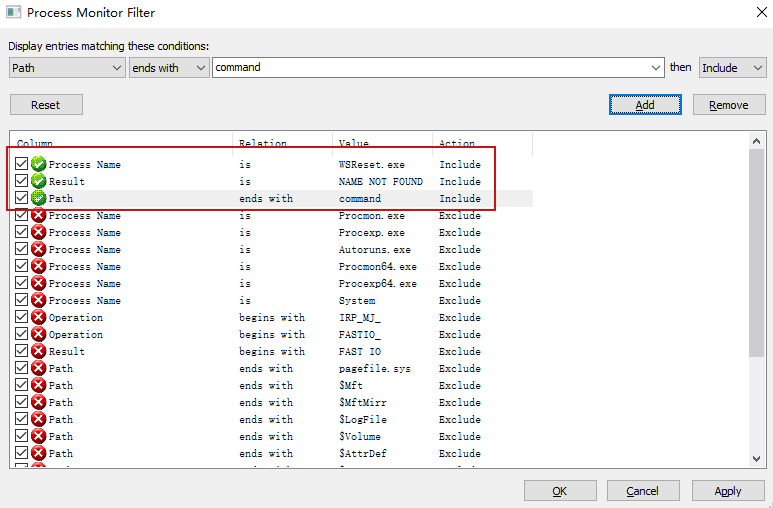 Process Monitor Filter
Display entries matching these conditions:
Path ends with command then Include
Reset Add Remove
Column Relation Value Action
Process Name is WSReset.exe Include
Result is NAME NOT FOUND Include
Path ends with command Include
Process Name is Procmon.exe Exclude
Process Name is Procexp.exe Exclude
Process Name is Autoruns.exe Exclude
Process Name is Procmon64.exe Exclude
Process Name is Procexp64.exe Exclude
Process Name is System Exclude
Operation begins with IRP_MJ_ Exclude
Operation begins with FASTIO_ Exclude
Result begins with FAST IO Exclude
Path ends with pagefile.sys Exclude
Path ends with $Mft Exclude
Path ends with $MftMirr Exclude
Path ends with $LogFile Exclude
Path ends with $Volume Exclude
Path ends with $AttrDef Exclude
OK Cancel Apply